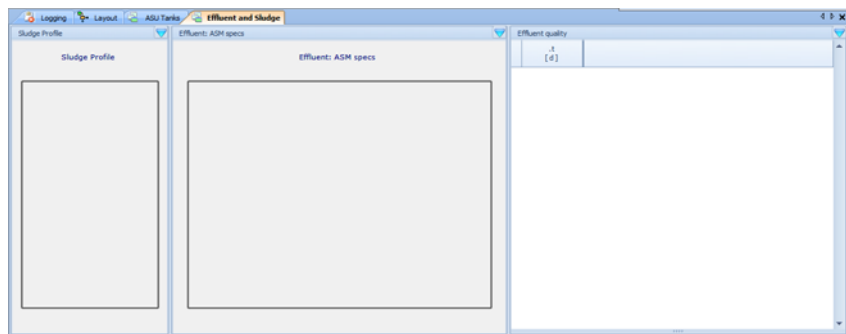 Logging Layout ASU Tanks Effluent and Sludge
Sludge Profile Effluent: ASM specs Effluent quality
Sludge Profile Effluent: ASM specs
.t
[d]